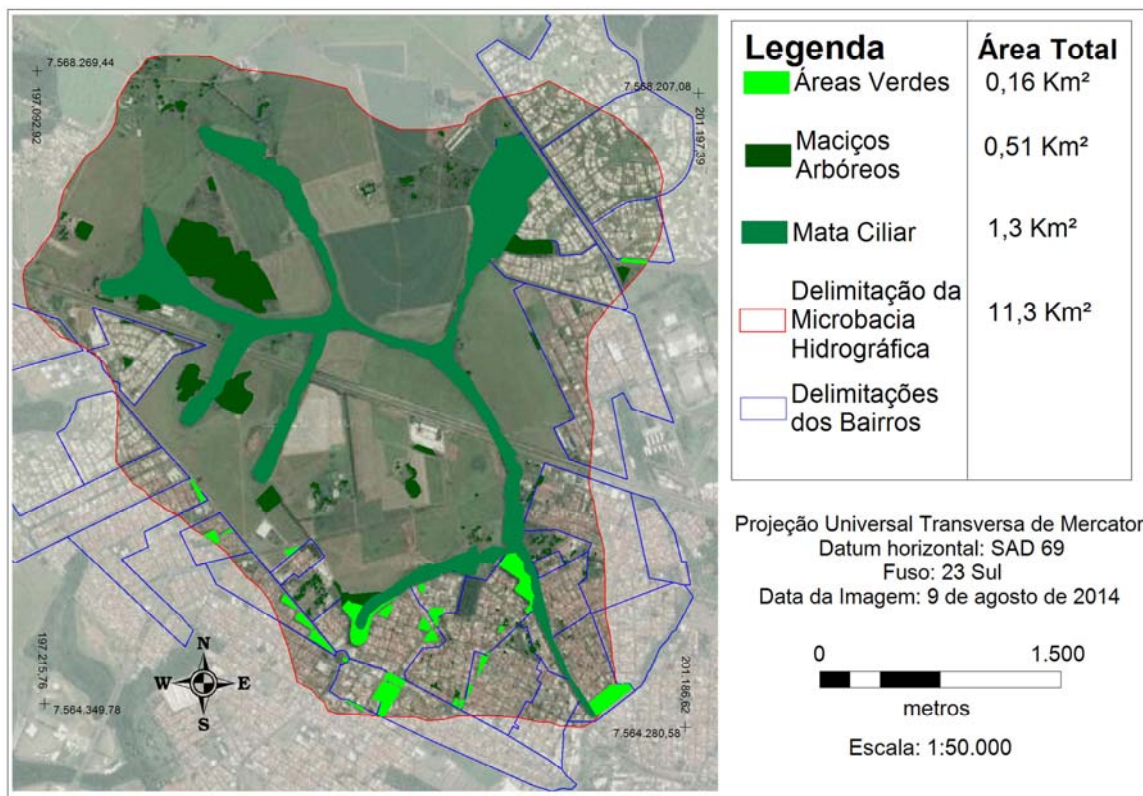 7.568.269,44
197.092,92
7.568.207,08
201.197,39
N
W E
S
197.215,76
7.564.349,78
201.186,62
7.564.280,58
Legenda Área Total
Áreas Verdes 0,16 Km²
Maciços
Arbóreos 0,51 Km²
Mata Ciliar 1,3 Km²
Delimitação da
Microbacia 11,3 Km²
Hidrográfica
Delimitações
dos Bairros
Projeção Universal Transversa de Mercator
Datum horizontal: SAD 69
Fuso: 23 Sul
Data da Imagem: 9 de agosto de 2014
0 1.500
metros
Escala: 1:50.000